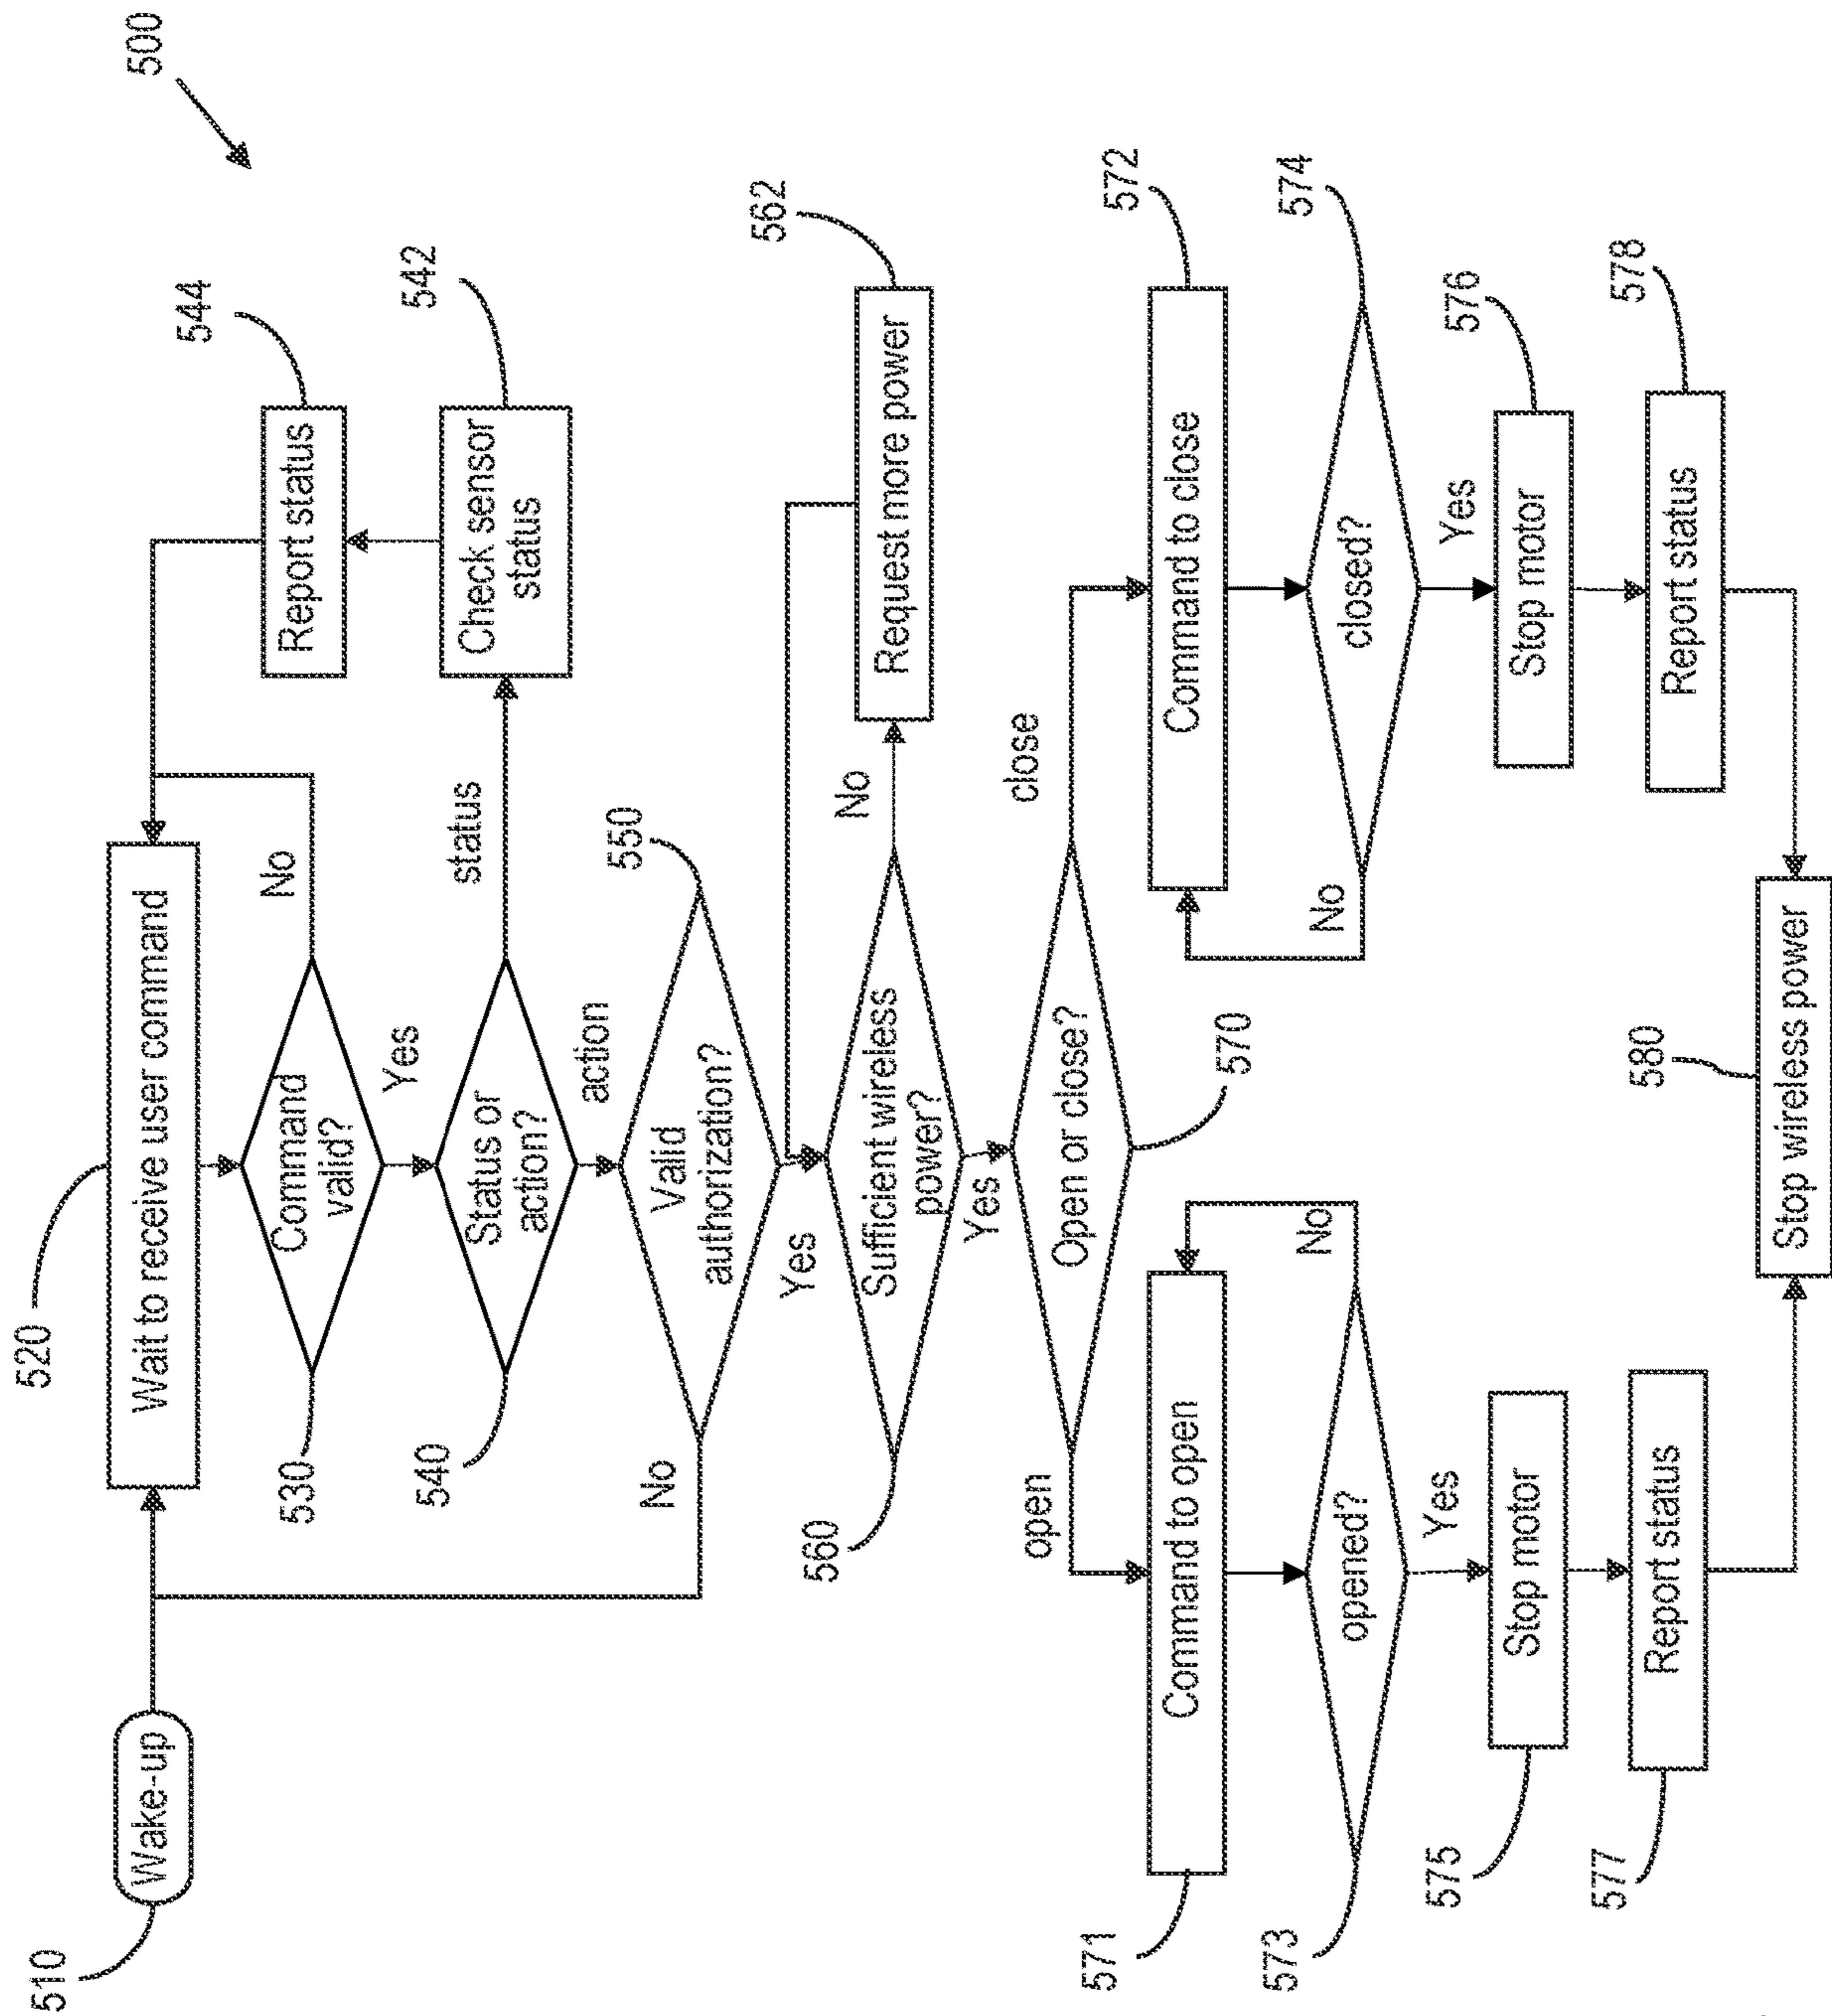 500
510
Wake-up
520
Wait to receive user command
530
Command
valid?
No
Yes
540
Status or
action?
status
action
542
Check sensor
status
544
Report status
550
Valid
authorization?
No
Yes
560
Sufficient wireless
power?
No
Yes
562
Request more power
570
Open or close?
open
close
571
Command to open
572
Command to close
573
opened?
No
Yes
574
closed?
No
Yes
575
Stop motor
576
Stop motor
577
Report status
578
Report status
580
Stop wireless power